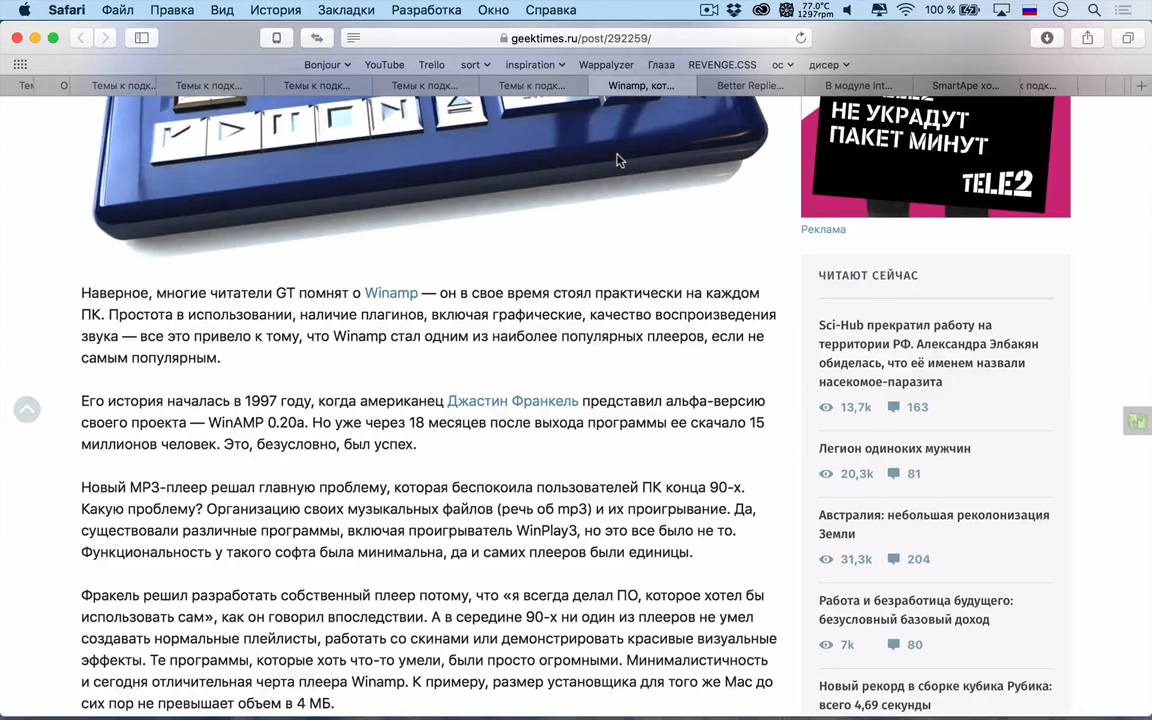 Safari Файл Правка Вид История Закладки Разработка Окно Справка 77.0°C 1297rpm 100 %
geektimes.ru/post/292259/
Bonjour YouTube Trello sort inspiration Wappalyzer Глаза REVENGE.CSS ос дисер
Тем О Темы к подк... Темы к подк... Темы к подк... Темы к подк... Темы к подк... Winamp, кот... Better Replie... В модуле Int... SmartApe хо... к подк...
НЕ УКРАДУТ
ПАКЕТ МИНУТ
TELE2
Реклама
Наверное, многие читатели GT помнят о Winamp — он в свое время стоял практически на каждом
ПК. Простота в использовании, наличие плагинов, включая графические, качество воспроизведения
звука — все это привело к тому, что Winamp стал одним из наиболее популярных плееров, если не
самым популярным.
Его история началась в 1997 году, когда американец Джастин Франкель представил альфа-версию
своего проекта — WinAMP 0.20a. Но уже через 18 месяцев после выхода программы ее скачало 15
миллионов человек. Это, безусловно, был успех.
Новый MP3-плеер решал главную проблему, которая беспокоила пользователей ПК конца 90-х.
Какую проблему? Организацию своих музыкальных файлов (речь об mp3) и их проигрывание. Да,
существовали различные программы, включая проигрыватель WinPlay3, но это все было не то.
Функциональность у такого софта была минимальна, да и самих плееров были единицы.
Фракель решил разработать собственный плеер потому, что «я всегда делал ПО, которое хотел бы
использовать сам», как он говорил впоследствии. А в середине 90-х ни один из плееров не умел
создавать нормальные плейлисты, работать со скинами или демонстрировать красивые визуальные
эффекты. Те программы, которые хоть что-то умели, были просто огромными. Минималистичность
и сегодня отличительная черта плеера Winamp. К примеру, размер установщика для того же Mac до
сих пор не превышает объем в 4 МБ.
ЧИТАЮТ СЕЙЧАС
Sci-Hub прекратил работу на
территории РФ. Александра Элбакян
обиделась, что её именем назвали
насекомое-паразита
13,7k 163
Легион одиноких мужчин
20,3k 81
Австралия: небольшая реколонизация
Земли
31,3k 204
Работа и безработица будущего:
безусловный базовый доход
7k 80
Новый рекорд в сборке кубика Рубика:
всего 4,69 секунды